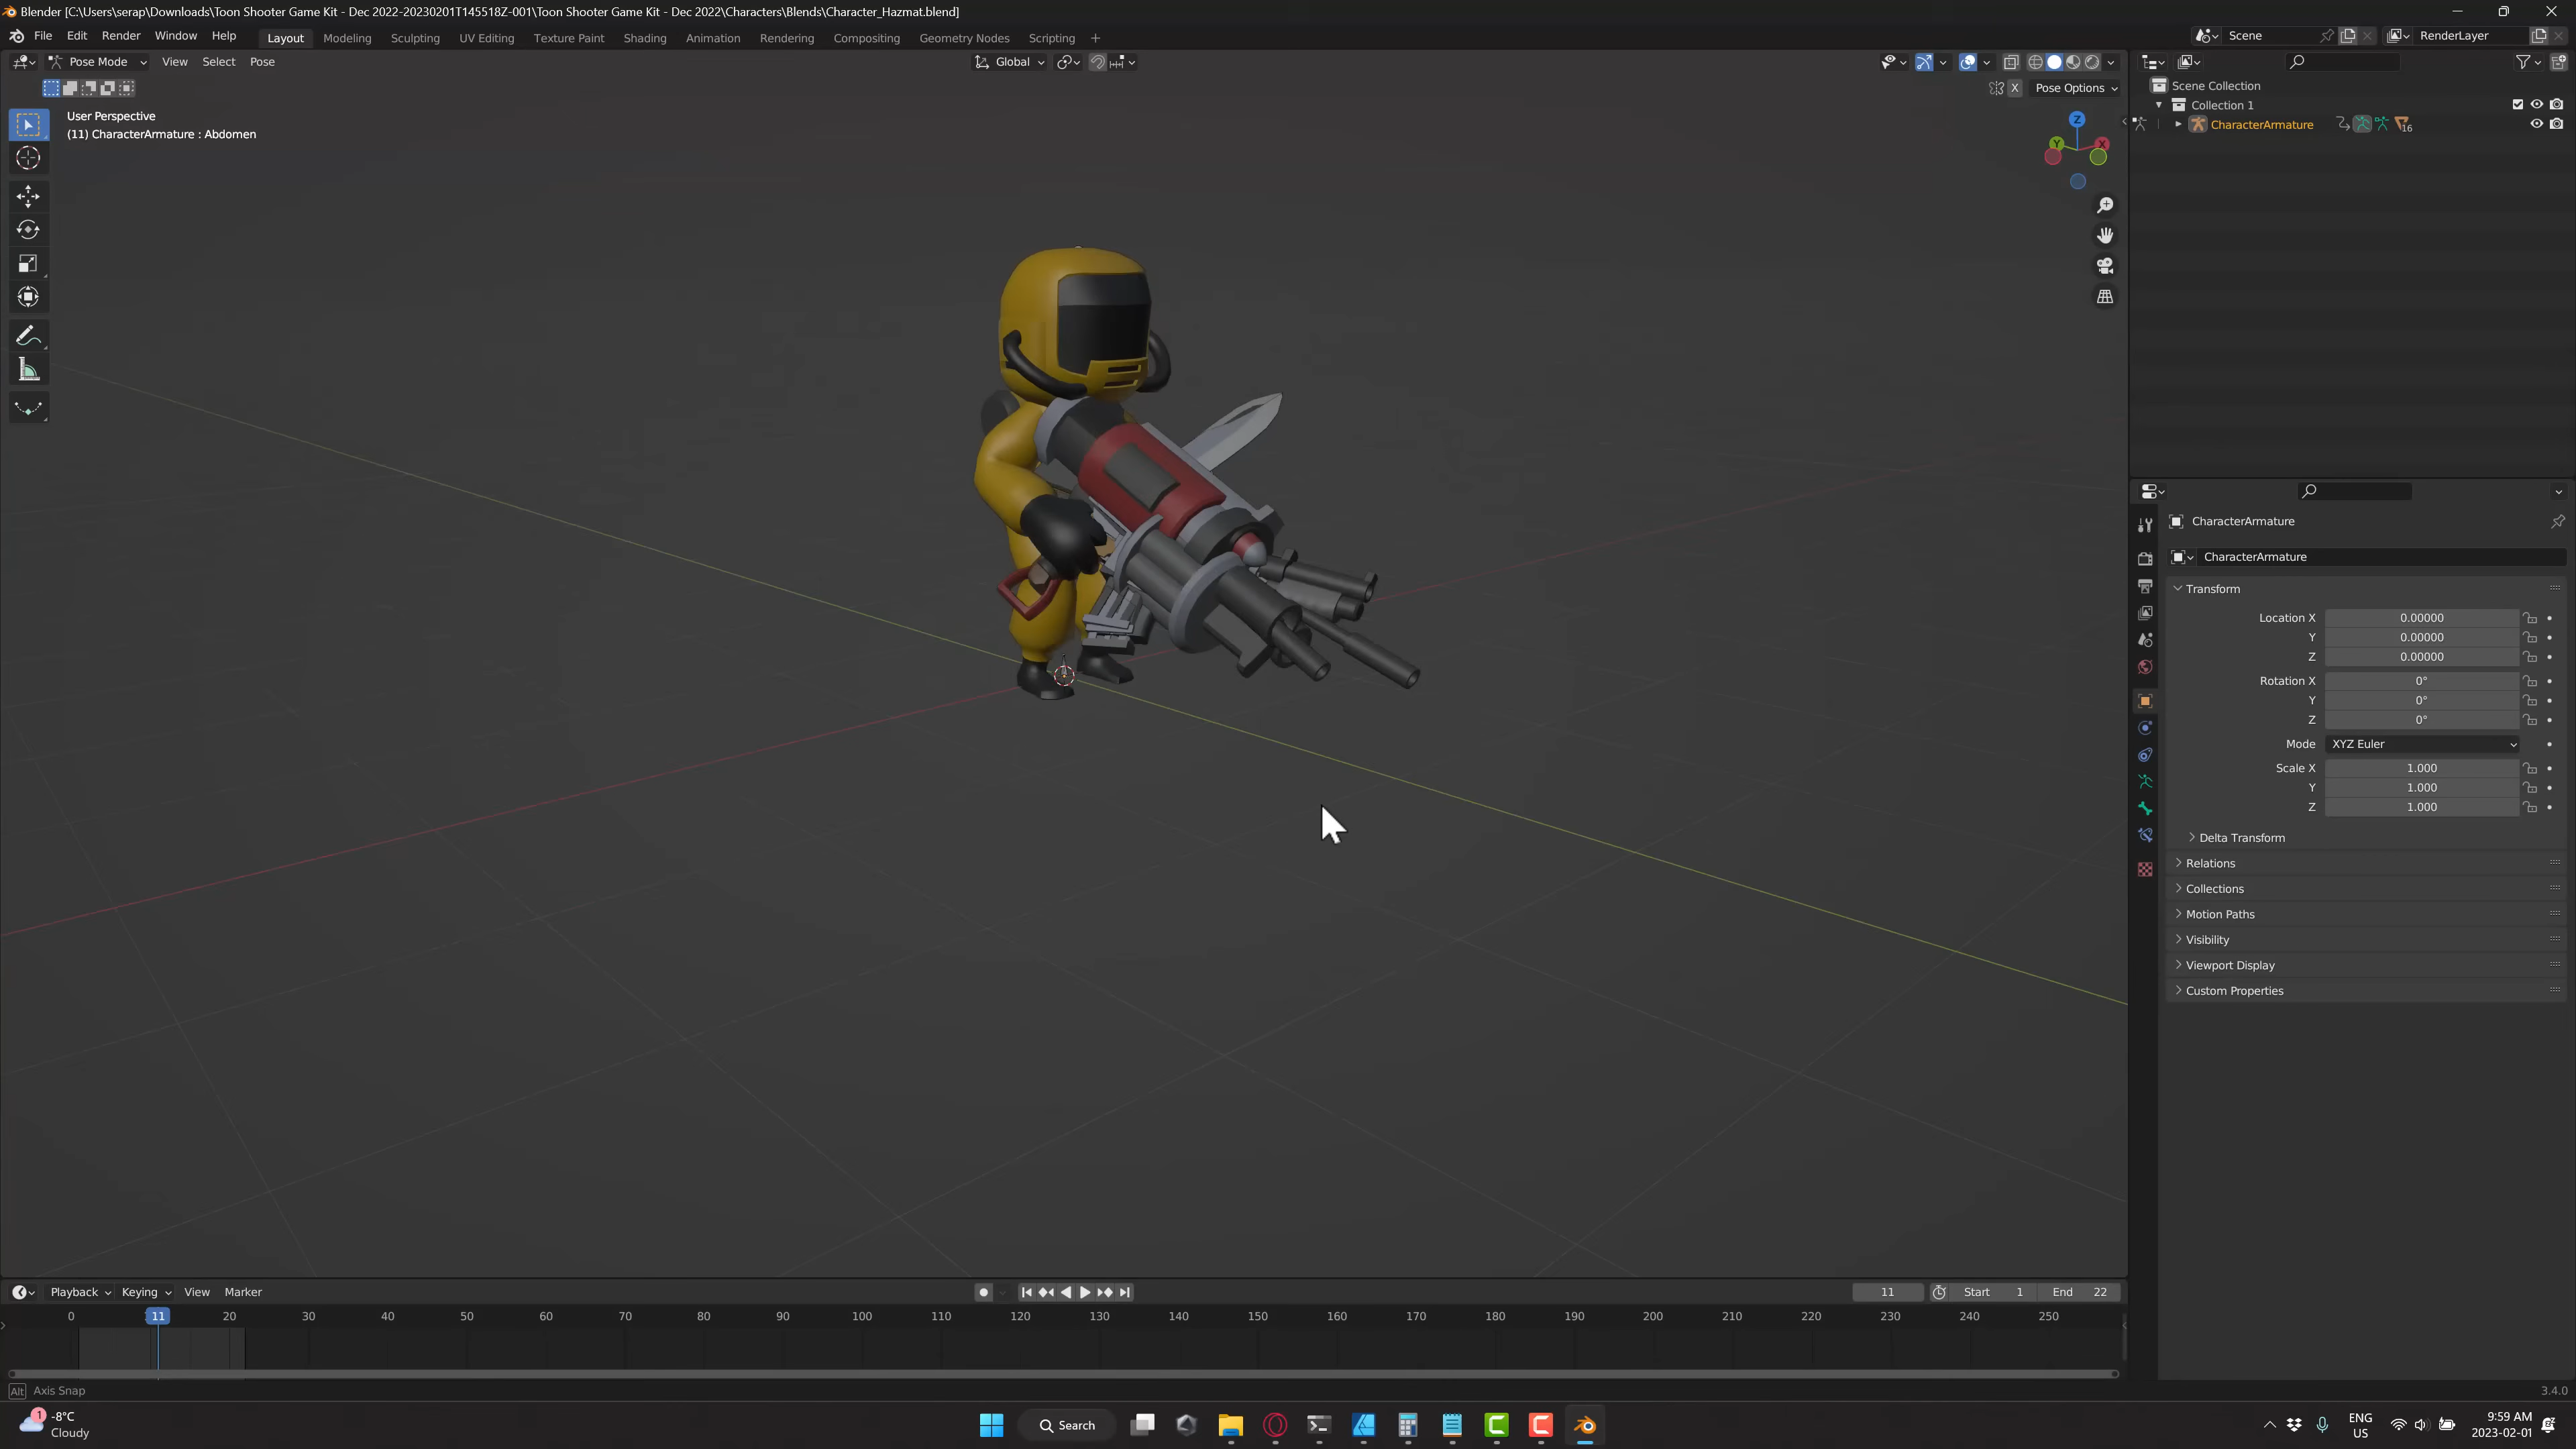 Blender [C:\Users\serap\Downloads\Toon Shooter Game Kit - Dec 2022-20230201T145518Z-001\Toon Shooter Game Kit - Dec 2022\Characters\Blends\Character_Hazmat.blend]
File Edit Render Window Help Layout Modeling Sculpting UV Editing Texture Paint Shading Animation Rendering Compositing Geometry Nodes Scripting + Scene RenderLayer
Pose Mode View Select Pose Global
X Pose Options
User Perspective
(11) CharacterArmature : Abdomen
Z
Y X
Scene Collection
Collection 1
CharacterArmature 16
CharacterArmature
CharacterArmature
Transform
Location X 0.00000
Y 0.00000
Z 0.00000
Rotation X 0°
Y 0°
Z 0°
Mode XYZ Euler
Scale X 1.000
Y 1.000
Z 1.000
Delta Transform
Relations
Collections
Motion Paths
Visibility
Viewport Display
Custom Properties
Playback Keying View Marker 11 Start 1 End 22
0 11 20 30 40 50 60 70 80 90 100 110 120 130 140 150 160 170 180 190 200 210 220 230 240 250
Alt Axis Snap 3.4.0
1 -8°C
Cloudy
Search
ENG
US
9:59 AM
2023-02-01